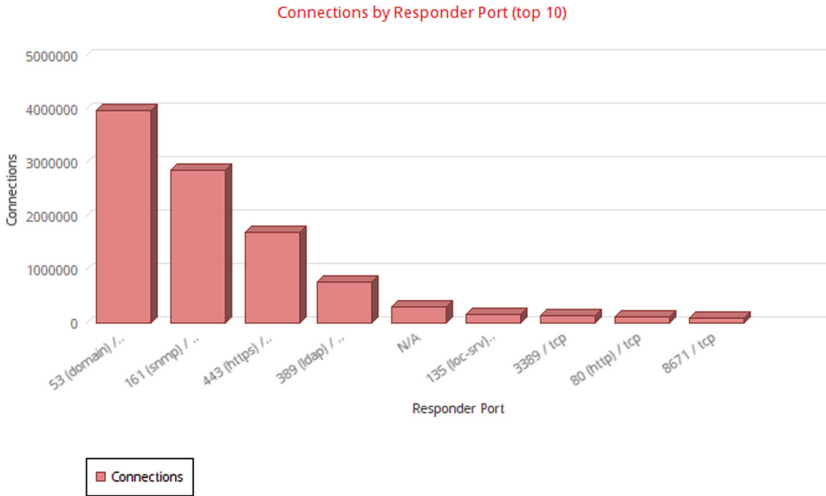 Connections by Responder Port (top 10)
5000000
4000000
3000000
2000000
1000000
0
Connections
53 (domain) /..
161 (snmp) / ..
443 (https) /..
389 (ldap) / ..
N/A
135 (loc-srv)..
3389 / tcp
80 (http) / tcp
8671 / tcp
Responder Port
Connections